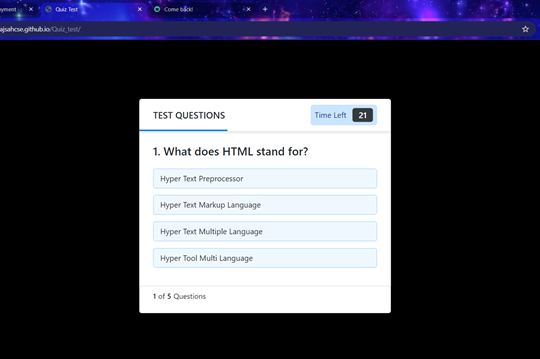 yment
Quiz Test
Come back!
ajsahcse.github.io/Quiz_test/
TEST QUESTIONS
Time Left 21
1. What does HTML stand for?
Hyper Text Preprocessor
Hyper Text Markup Language
Hyper Text Multiple Language
Hyper Tool Multi Language
1 of 5 Questions